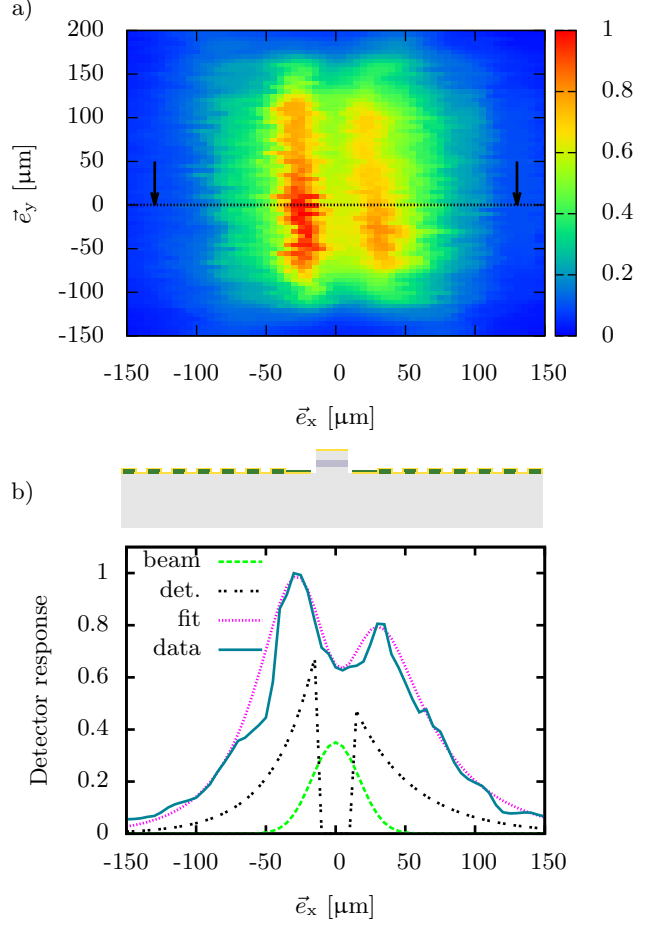 a)
200
150
100
50
0
-50
-100
-150
e⃗y [μm]
-150 -100 -50 0 50 100 150
e⃗x [μm]
1
0.8
0.6
0.4
0.2
0
b)
beam
det.
fit
data
1
0.8
0.6
0.4
0.2
0
Detector response
-150 -100 -50 0 50 100 150
e⃗x [μm]